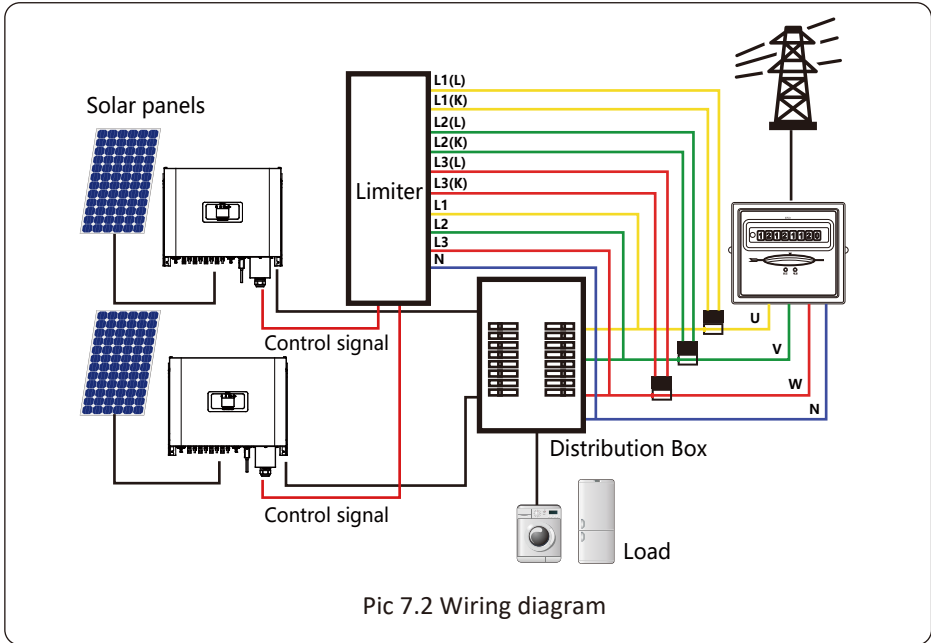 Solar panels
Limiter
L1(L)
L1(K)
L2(L)
L2(K)
L3(L)
L3(K)
L1
L2
L3
N
12121120
U
V
W
N
Control signal
Distribution Box
Control signal
Load
Pic 7.2 Wiring diagram